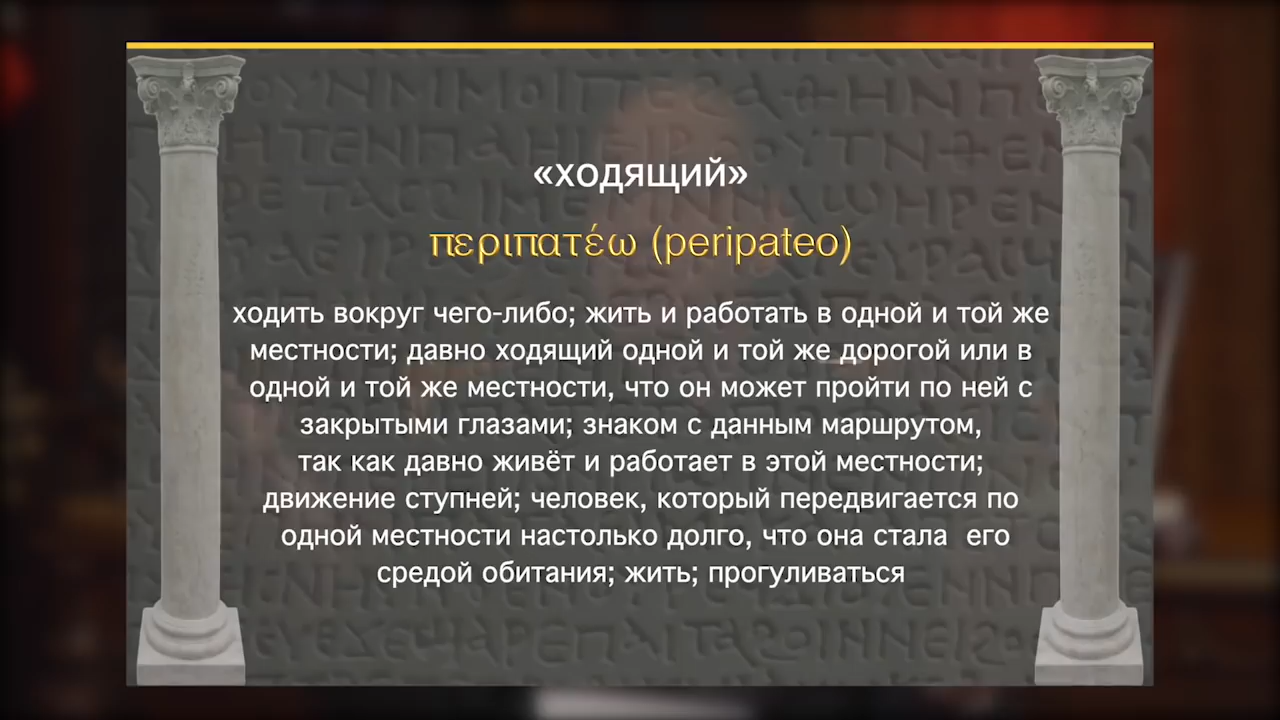 «ходящий»
περιπατέω (peripateo)
ходить вокруг чего-либо; жить и работать в одной и той же
местности; давно ходящий одной и той же дорогой или в
одной и той же местности, что он может пройти по ней с
закрытыми глазами; знаком с данным маршрутом,
так как давно живёт и работает в этой местности;
движение ступней; человек, который передвигается по
одной местности настолько долго, что она стала  его
средой обитания; жить; прогуливаться